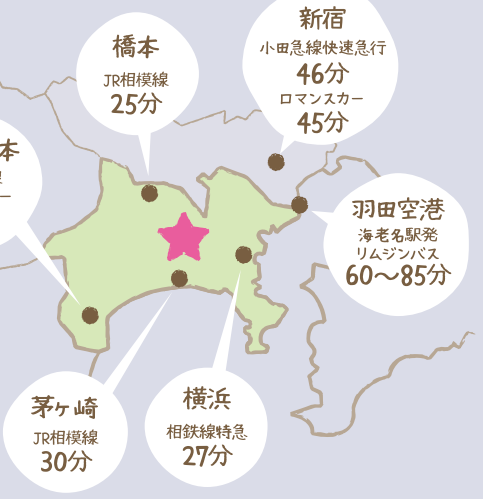 新宿
小田急線快速急行
46分
ロマンスカー
45分
橋本
JR相模線
25分
本
線
ー
羽田空港
海老名駅発
リムジンバス
60〜85分
横浜
相鉄線特急
27分
茅ヶ崎
JR相模線
30分